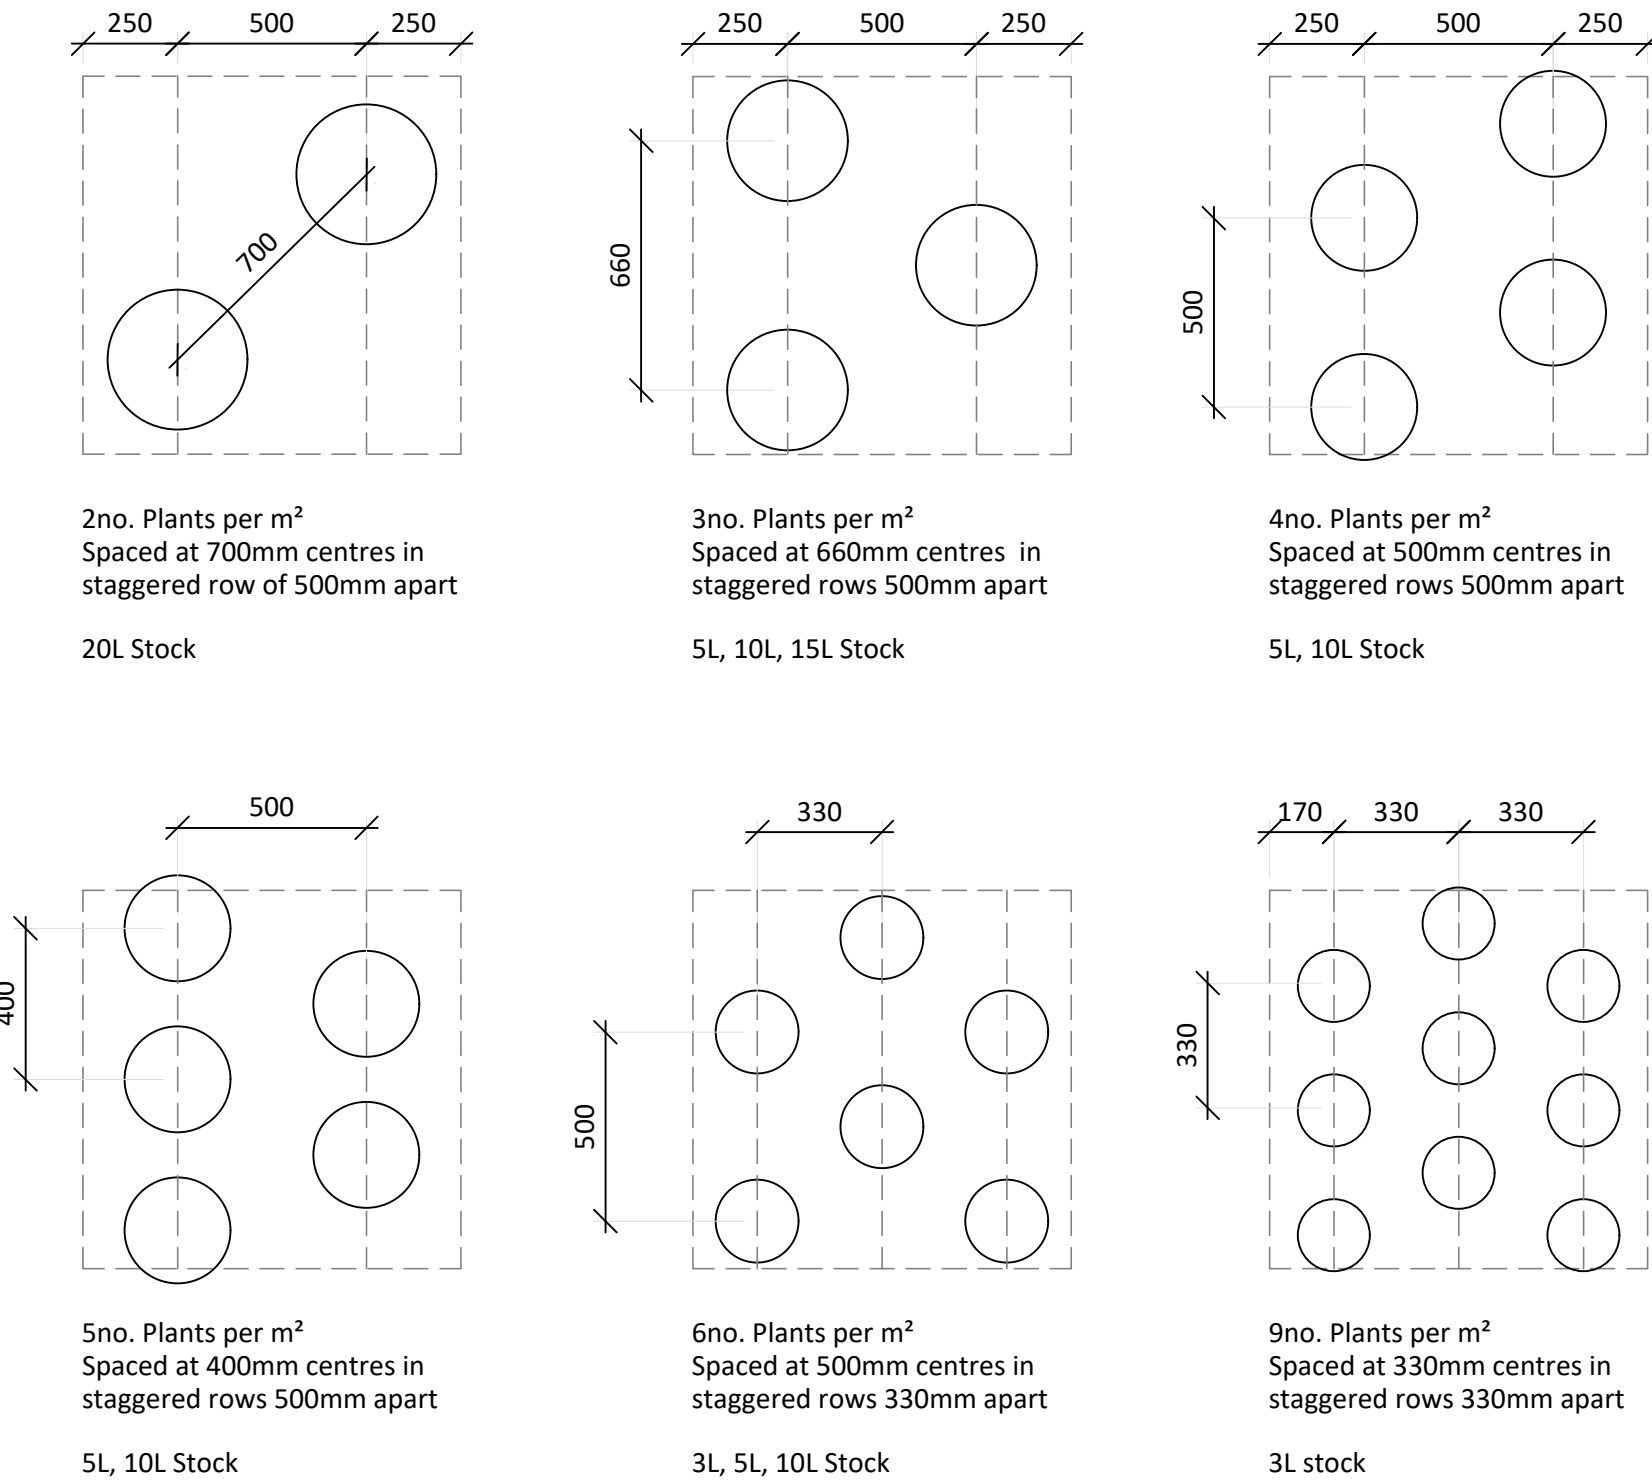 250 500 250
250 500 250
250 500 250
700
660
500
2no. Plants per m²
Spaced at 700mm centres in
staggered row of 500mm apart
20L Stock
3no. Plants per m²
Spaced at 660mm centres in
staggered rows 500mm apart
5L, 10L, 15L Stock
4no. Plants per m²
Spaced at 500mm centres in
staggered rows 500mm apart
5L, 10L Stock
500
330
170 330 330
400
500
330
5no. Plants per m²
Spaced at 400mm centres in
staggered rows 500mm apart
5L, 10L Stock
6no. Plants per m²
Spaced at 500mm centres in
staggered rows 330mm apart
3L, 5L, 10L Stock
9no. Plants per m²
Spaced at 330mm centres in
staggered rows 330mm apart
3L stock